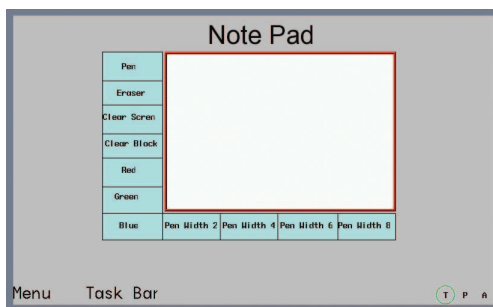 Note Pad
Pen
Eraser
Clear Scren
Clear Block
Red
Green
Blue Pen Width 2 Pen Width 4 Pen Width 6 Pen Width 8
Menu Task Bar T P A